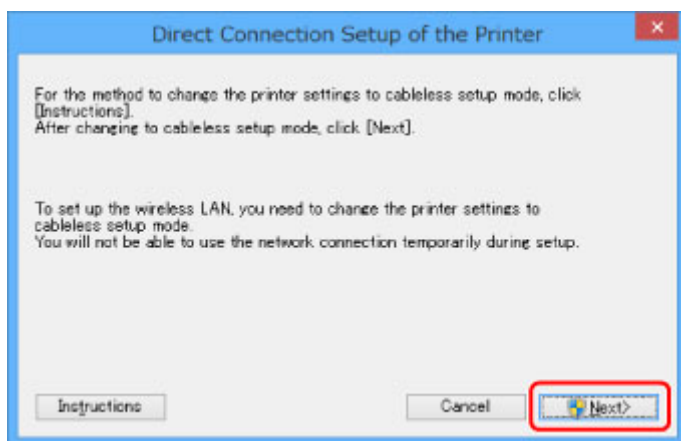 Direct Connection Setup of the Printer
For the method to change the printer settings to cableless setup mode, click
[Instructions].
After changing to cableless setup mode, click [Next].
To set up the wireless LAN, you need to change the printer settings to
cableless setup mode.
You will not be able to use the network connection temporarily during setup.
Instructions
Cancel
Next>